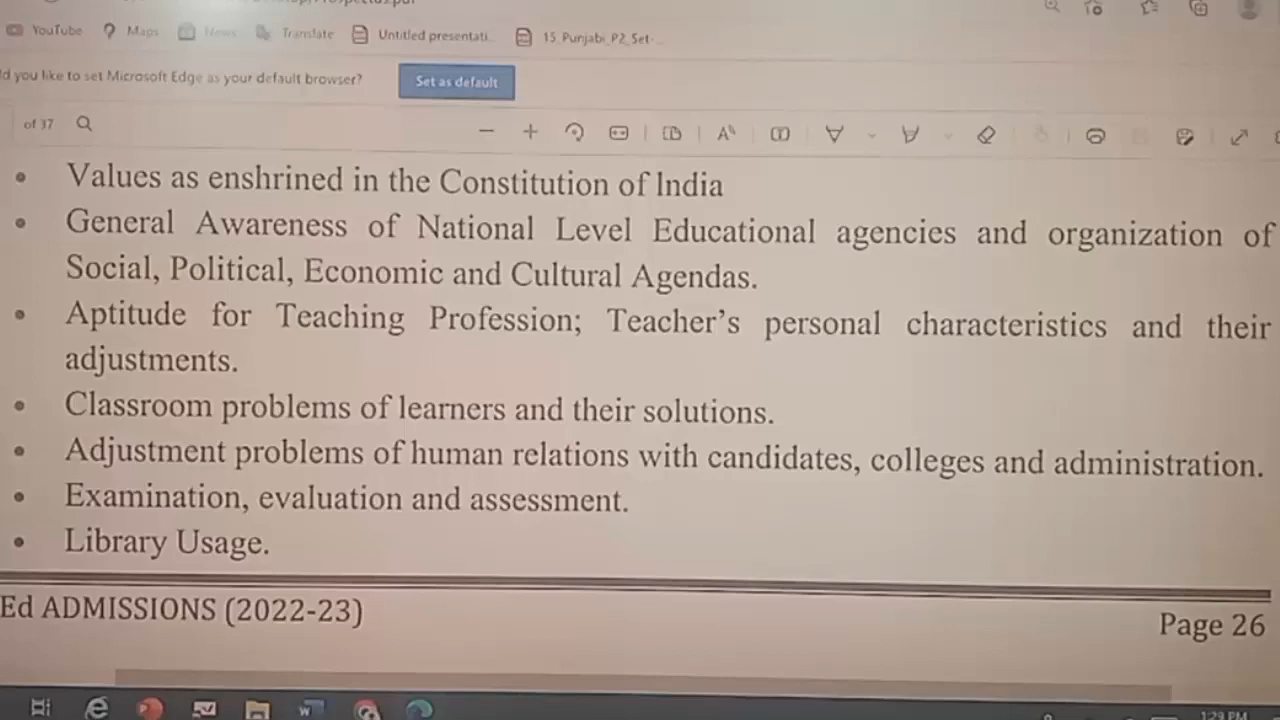 YouTube Maps News Translate Untitled presentati... 15_Punjabi_P2_Set-...
d you like to set Microsoft Edge as your default browser? Set as default
of 37
• Values as enshrined in the Constitution of India
• General Awareness of National Level Educational agencies and organization of
Social, Political, Economic and Cultural Agendas.
• Aptitude for Teaching Profession; Teacher's personal characteristics and their
adjustments.
• Classroom problems of learners and their solutions.
• Adjustment problems of human relations with candidates, colleges and administration.
• Examination, evaluation and assessment.
• Library Usage.
Ed ADMISSIONS (2022-23)
Page 26
1:29 PM